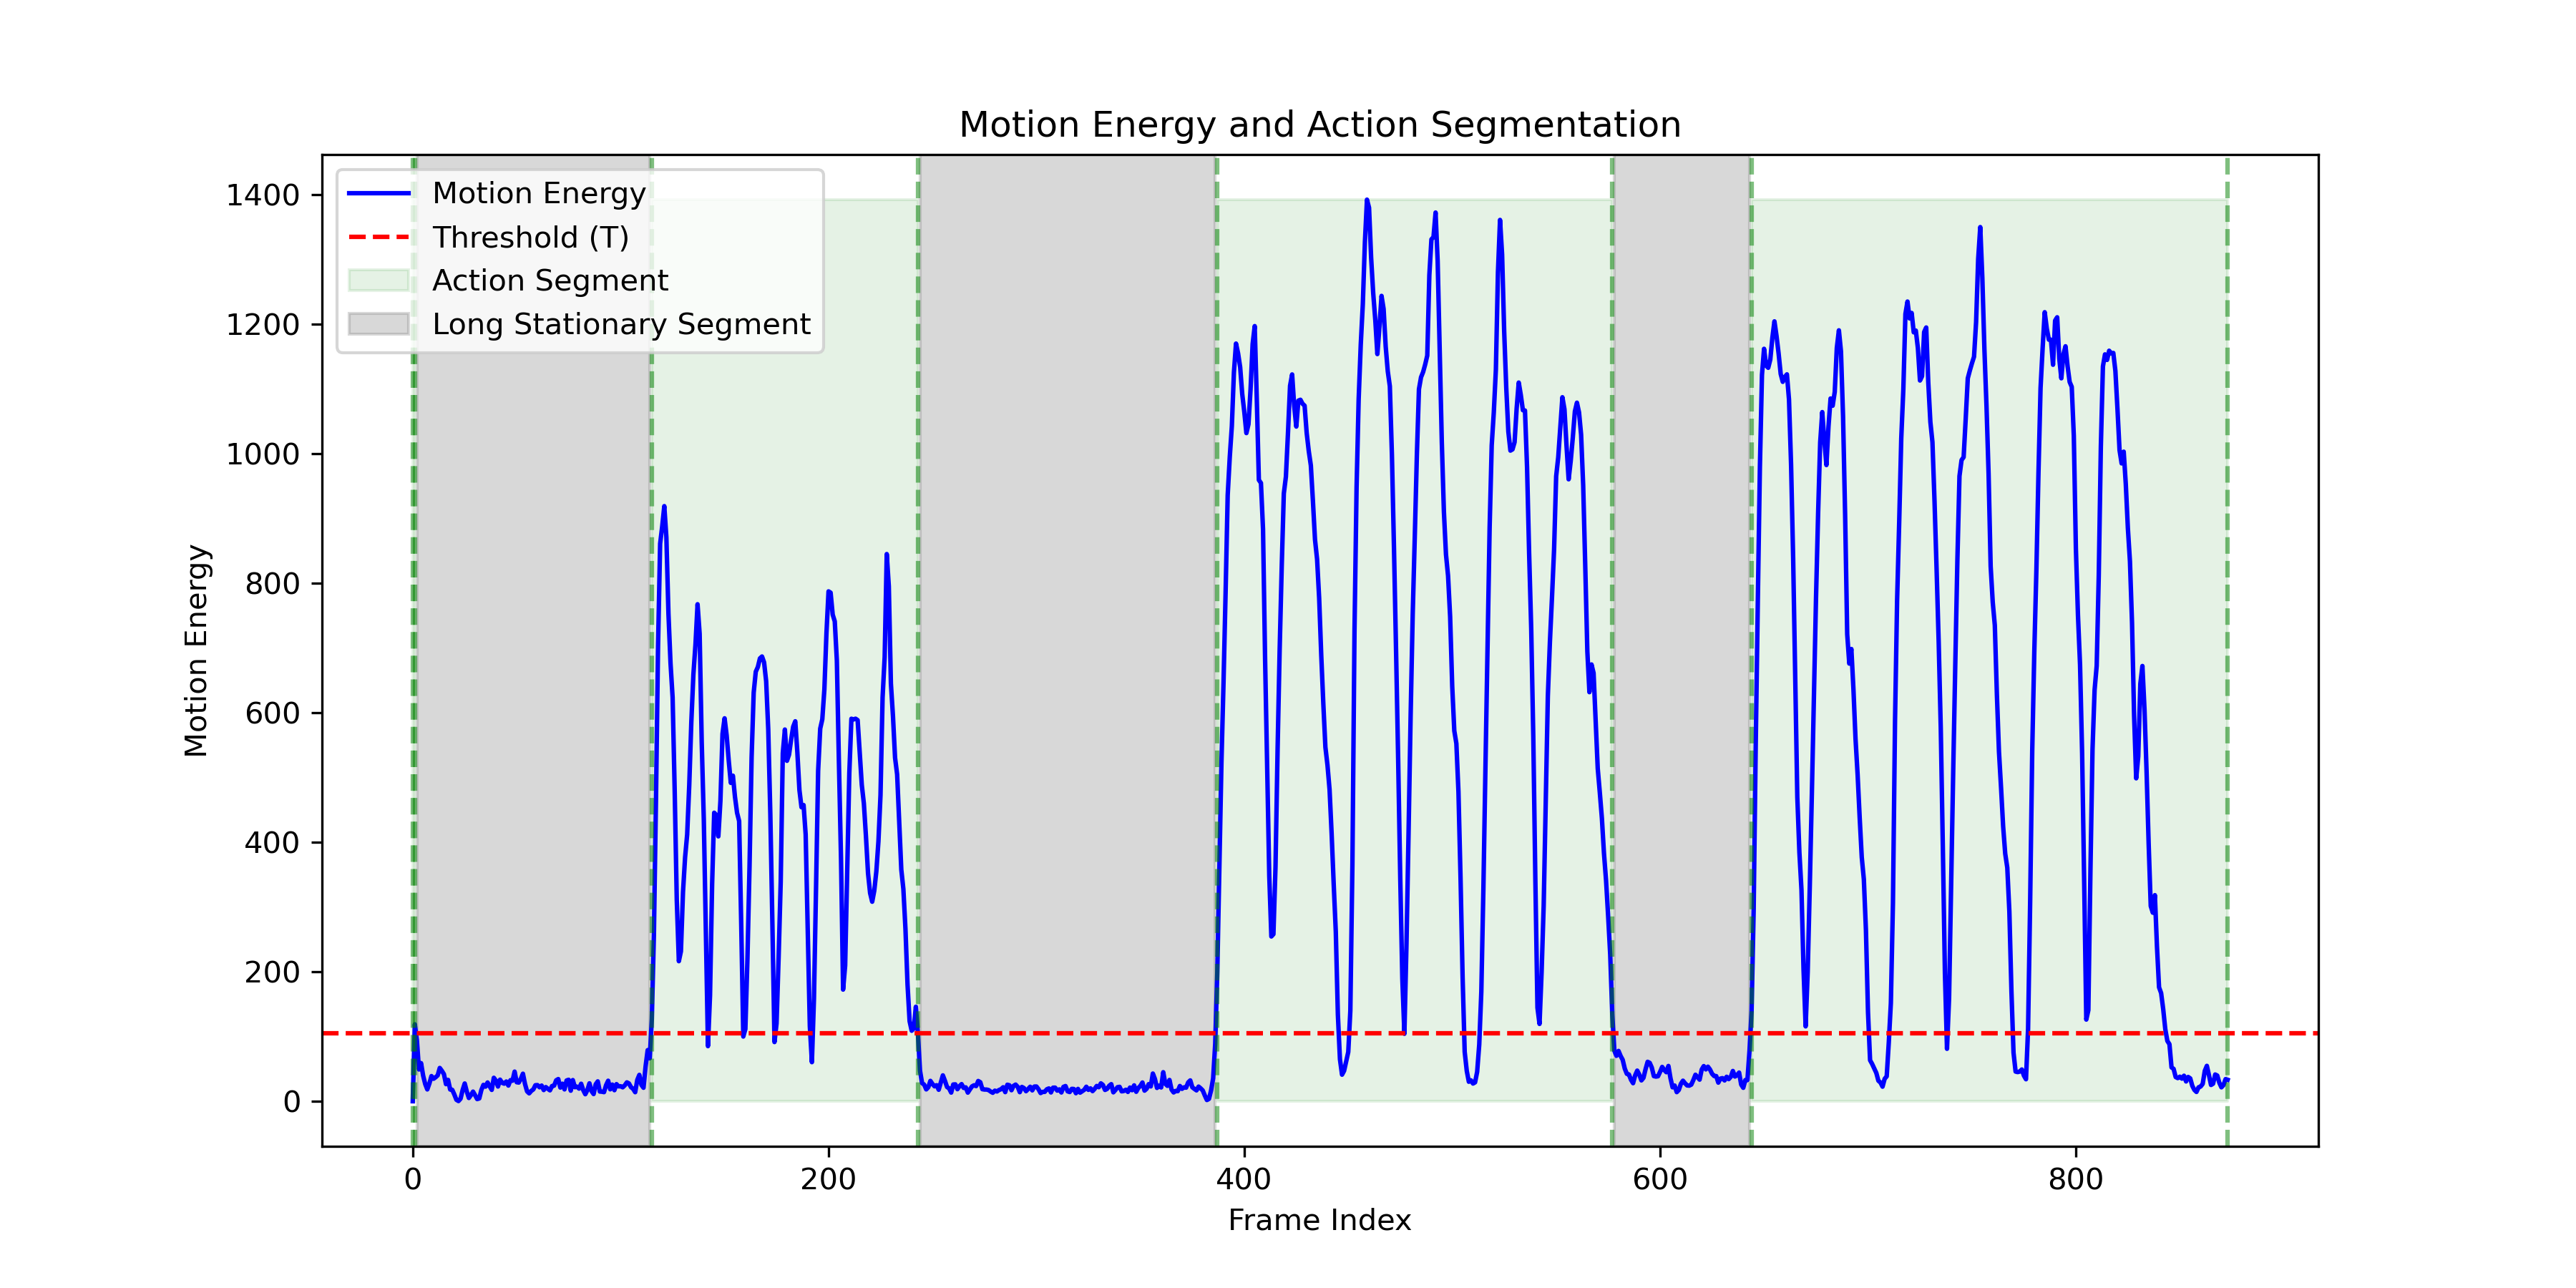 Motion Energy and Action Segmentation
Motion Energy
Threshold (T)
Action Segment
Long Stationary Segment
1400
1200
1000
800
600
400
200
0
Motion Energy
0 200 400 600 800
Frame Index